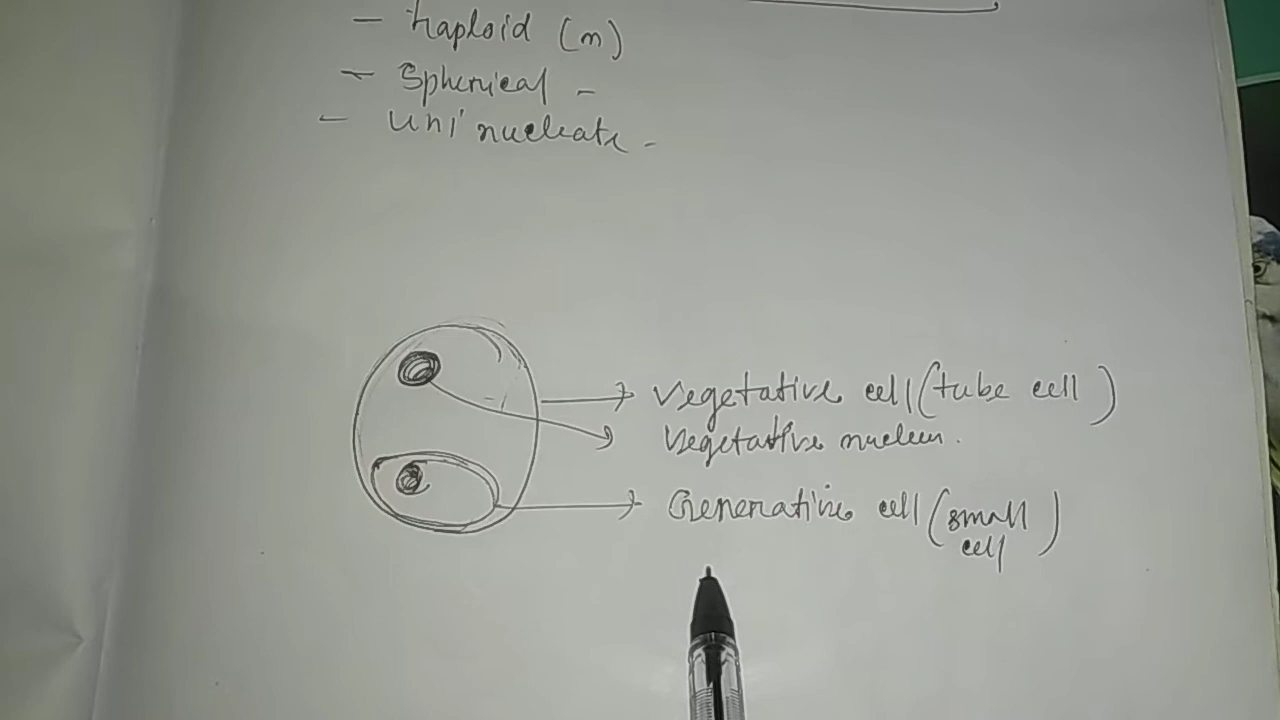 - haploid (n)
- Spherical -
- Uninucleate -
Vegetative cell (tube cell)
Vegetative nucleus.
Generative cell (small
cell)